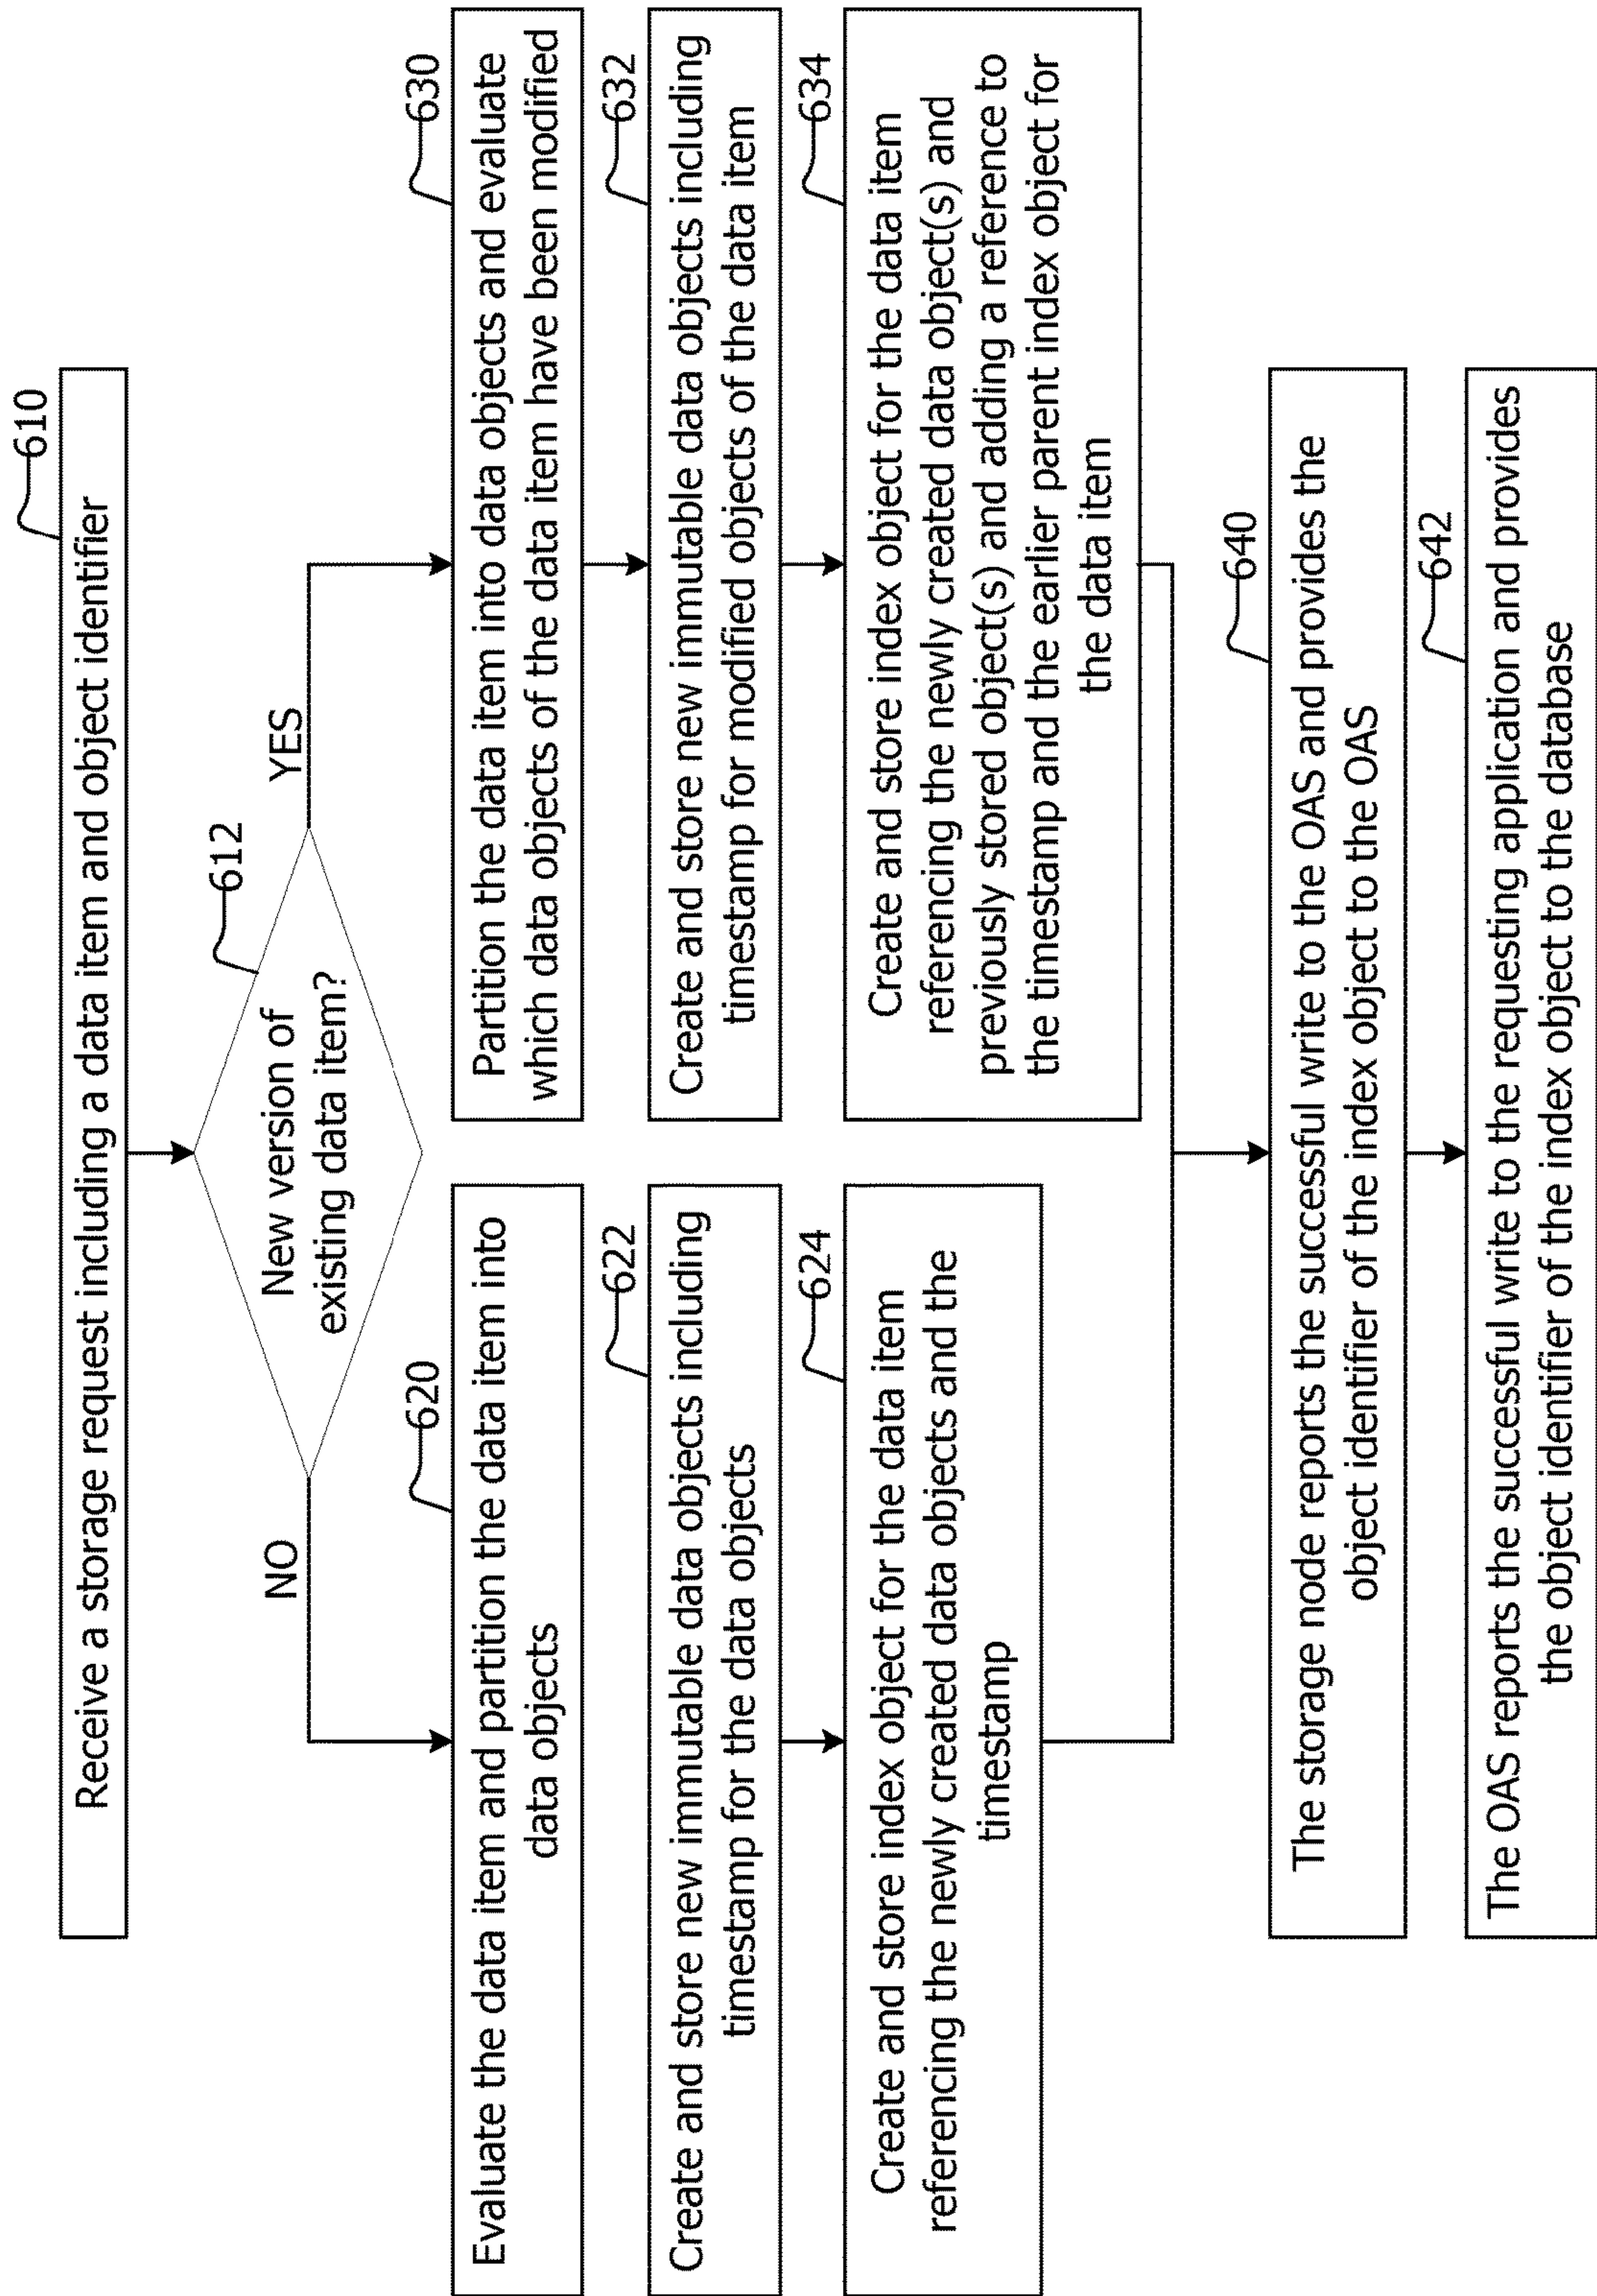 610
Receive a storage request including a data item and object identifier
612
New version of
existing data item?
NO
YES
620
Evaluate the data item and partition the data item into
data objects
622
Create and store new immutable data objects including
timestamp for the data objects
624
Create and store index object for the data item
referencing the newly created data objects and the
timestamp
630
Partition the data item into data objects and evaluate
which data objects of the data item have been modified
632
Create and store new immutable data objects including
timestamp for modified objects of the data item
634
Create and store index object for the data item
referencing the newly created data object(s) and
previously stored object(s) and adding a reference to
the timestamp and the earlier parent index object for
the data item
640
The storage node reports the successful write to the OAS and provides the
object identifier of the index object to the OAS
642
The OAS reports the successful write to the requesting application and provides
the object identifier of the index object to the database